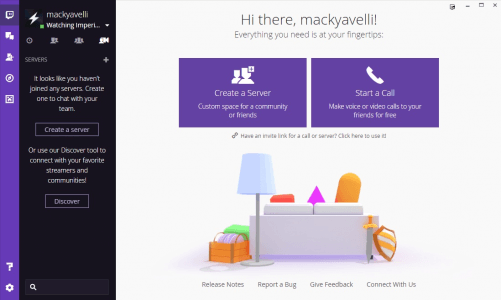 mackyavelli
Watching Imperi...
SERVERS
It looks like you haven't
joined any servers. Create
one to chat with your
team.
Create a server
Or use our Discover tool to
connect with your favorite
streamers and
communities!
Discover
Hi there, mackyavelli!
Everything you need is at your fingertips:
Create a Server
Custom space for a community
or friends
Start a Call
Make voice or video calls to your
friends for free
Have an invite link for a call or server? Click here to use it!
Release Notes
Report a Bug
Give Feedback
Connect With Us